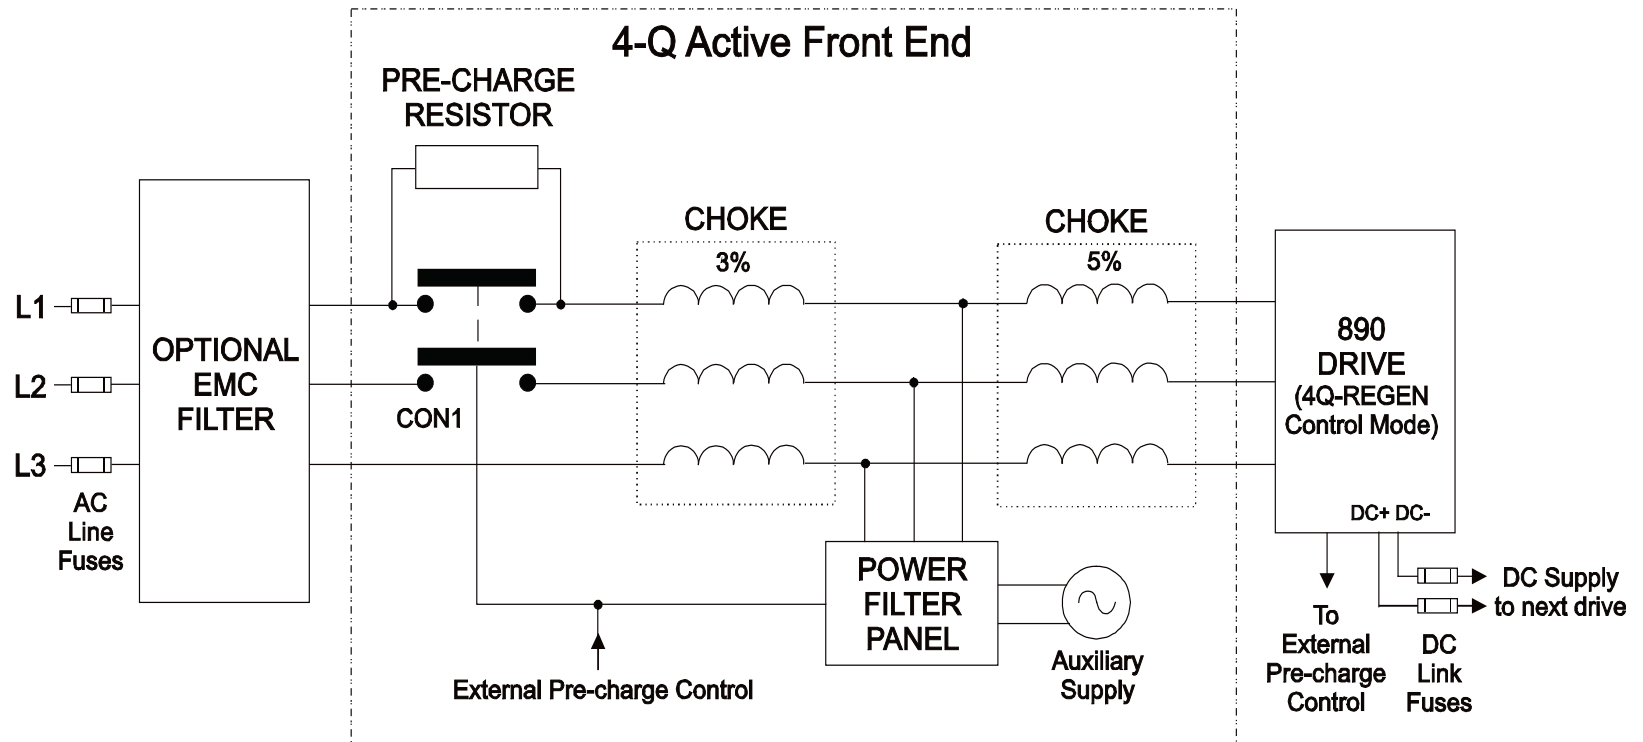 4-Q Active Front End
PRE-CHARGE
RESISTOR
CHOKE
3%
CHOKE
5%
L1
L2
L3
AC
Line
Fuses
OPTIONAL
EMC
FILTER
CON1
890
DRIVE
(4Q-REGEN
Control Mode)
DC+ DC-
POWER
FILTER
PANEL
Auxiliary
Supply
External Pre-charge Control
To
External
Pre-charge
Control
DC
Link
Fuses
DC Supply
to next drive